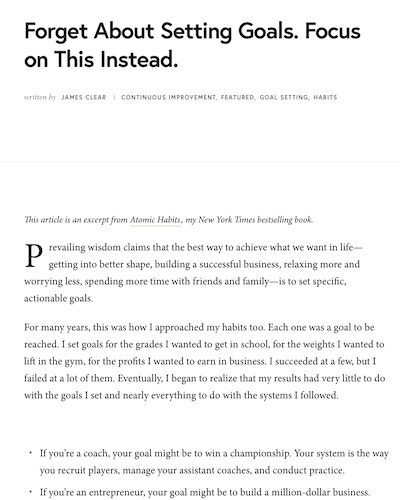 Forget About Setting Goals. Focus
on This Instead.
written by JAMES CLEAR | CONTINUOUS IMPROVEMENT, FEATURED, GOAL SETTING, HABITS
This article is an excerpt from Atomic Habits, my New York Times bestselling book.
Prevailing wisdom claims that the best way to achieve what we want in life—
getting into better shape, building a successful business, relaxing more and
worrying less, spending more time with friends and family—is to set specific,
actionable goals.
For many years, this was how I approached my habits too. Each one was a goal to be
reached. I set goals for the grades I wanted to get in school, for the weights I wanted to
lift in the gym, for the profits I wanted to earn in business. I succeeded at a few, but I
failed at a lot of them. Eventually, I began to realize that my results had very little to do
with the goals I set and nearly everything to do with the systems I followed.
• If you're a coach, your goal might be to win a championship. Your system is the way
you recruit players, manage your assistant coaches, and conduct practice.
• If you're an entrepreneur, your goal might be to build a million-dollar business.